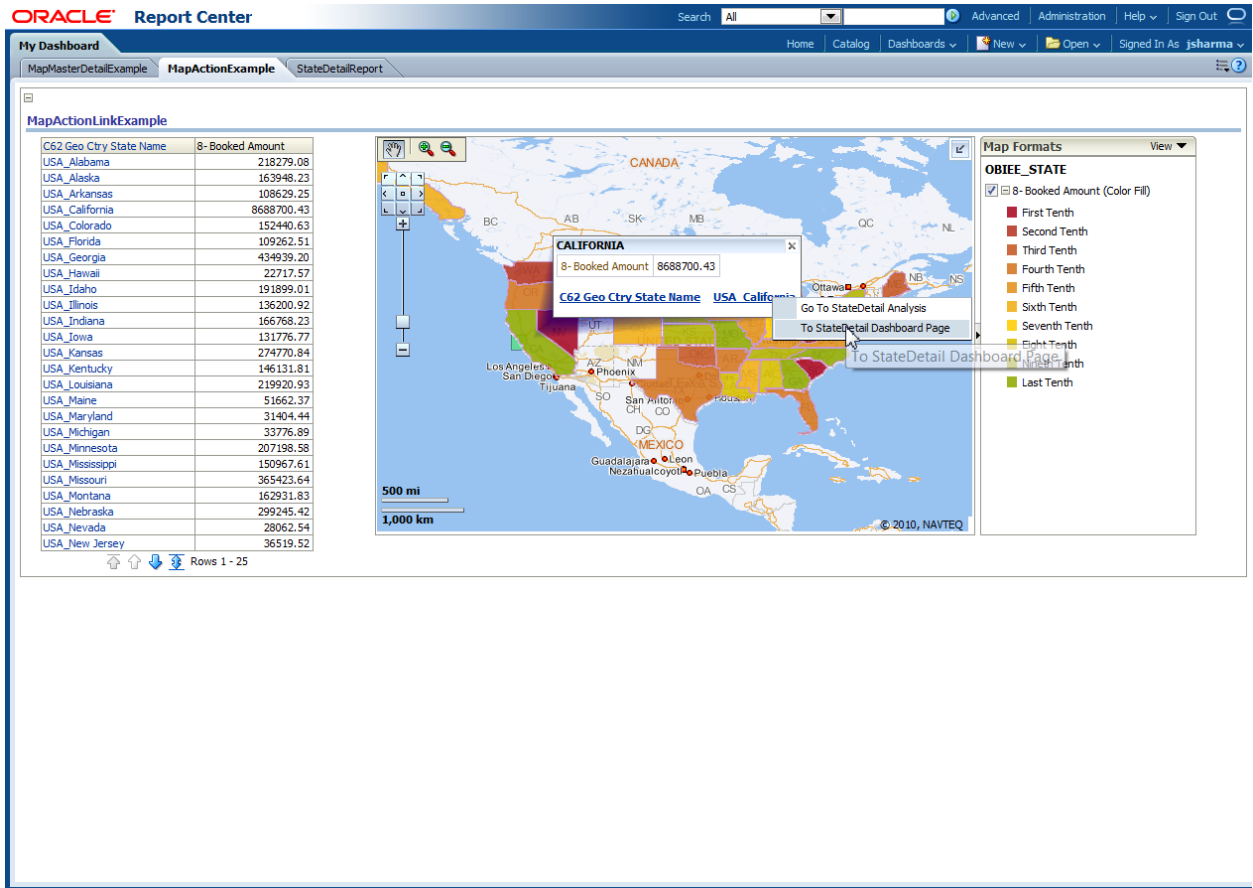 ORACLE Report Center
Search All Advanced Administration Help Sign Out
My Dashboard
Home Catalog Dashboards New Open Signed In As jsharma
MapMasterDetailExample MapActionExample StateDetailReport
MapActionLinkExample
C62 Geo Ctry State Name 8- Booked Amount
USA_Alabama 218279.08
USA_Alaska 163948.23
USA_Arkansas 108629.25
USA_California 8688700.43
USA_Colorado 152440.63
USA_Florida 109262.51
USA_Georgia 434939.20
USA_Hawaii 22717.57
USA_Idaho 191899.01
USA_Illinois 136200.92
USA_Indiana 166768.23
USA_Iowa 131776.77
USA_Kansas 274770.84
USA_Kentucky 146131.81
USA_Louisiana 219920.93
USA_Maine 51662.37
USA_Maryland 31404.44
USA_Michigan 33776.89
USA_Minnesota 207198.58
USA_Mississippi 150967.61
USA_Missouri 365423.64
USA_Montana 162931.83
USA_Nebraska 299245.42
USA_Nevada 28062.54
USA_New Jersey 36519.52
Rows 1 - 25
CANADA
BC AB SK MB QC NL
NB NS
Ottawa
CALIFORNIA
8- Booked Amount 8688700.43
C62 Geo Ctry State Name USA_California
Go To StateDetail Analysis
To StateDetail Dashboard Page
To StateDetail Dashboard Page
OR
UT
AZ NM
Los Angeles
Phoenix
San Diego
Tijuana
SO
CH
CO
San Antonio
DG
MEXICO
Guadalajara Leon
Nezahualcoyotl Puebla
OA CS
500 mi
1,000 km
© 2010, NAVTEQ
Map Formats View
OBIEE_STATE
8- Booked Amount (Color Fill)
First Tenth
Second Tenth
Third Tenth
Fourth Tenth
Fifth Tenth
Sixth Tenth
Seventh Tenth
Eight Tenth
Nineth Tenth
Last Tenth